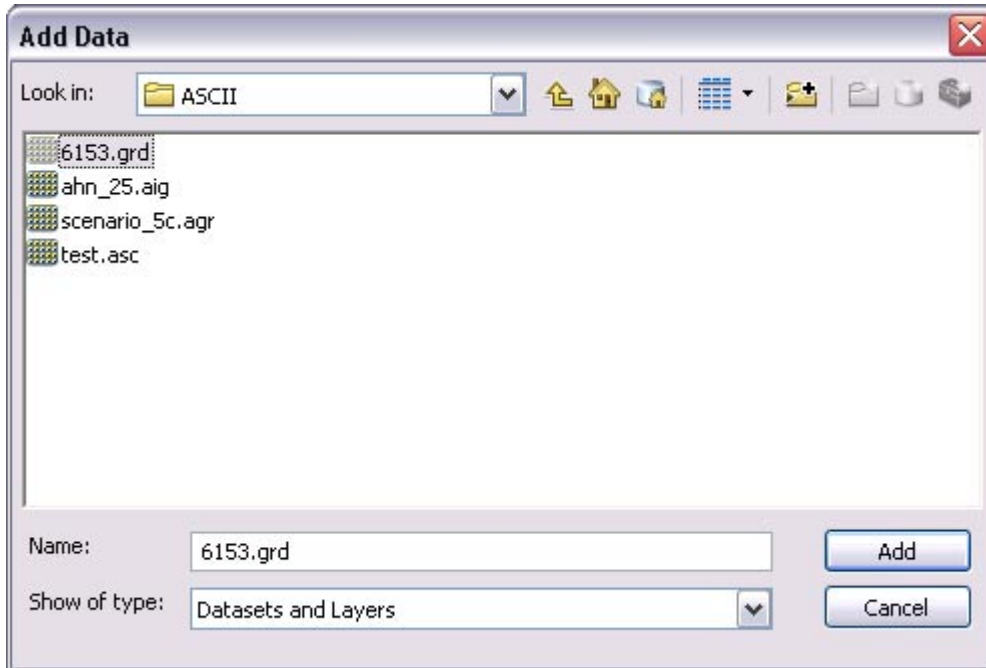 Add Data
Look in: ASCII
6153.grd
ahn_25.aig
scenario_5c.agr
test.asc
Name: 6153.grd Add
Show of type: Datasets and Layers Cancel